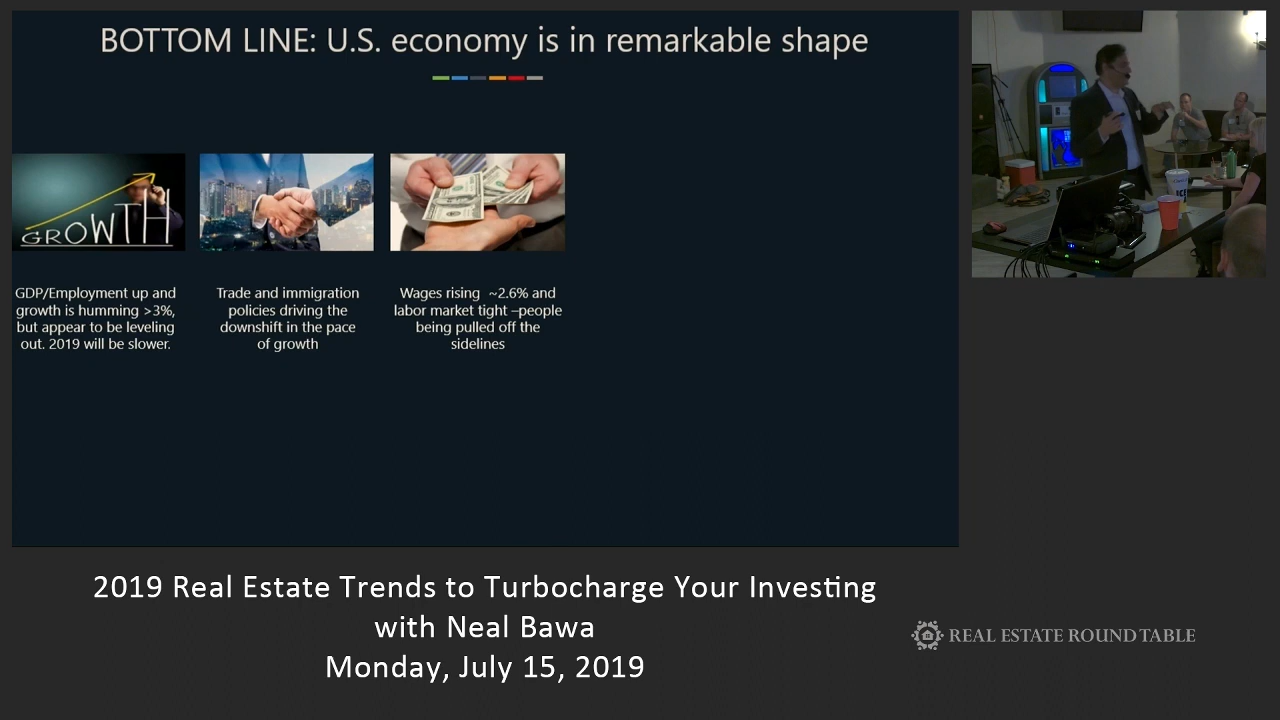 BOTTOM LINE: U.S. economy is in remarkable shape
GROWTH
GDP/Employment up and
growth is humming >3%,
but appear to be leveling
out. 2019 will be slower.
Trade and immigration
policies driving the
downshift in the pace
of growth
Wages rising ~2.6% and
labor market tight –people
being pulled off the
sidelines
2019 Real Estate Trends to Turbocharge Your Investing
with Neal Bawa
Monday, July 15, 2019
REAL ESTATE ROUND TABLE